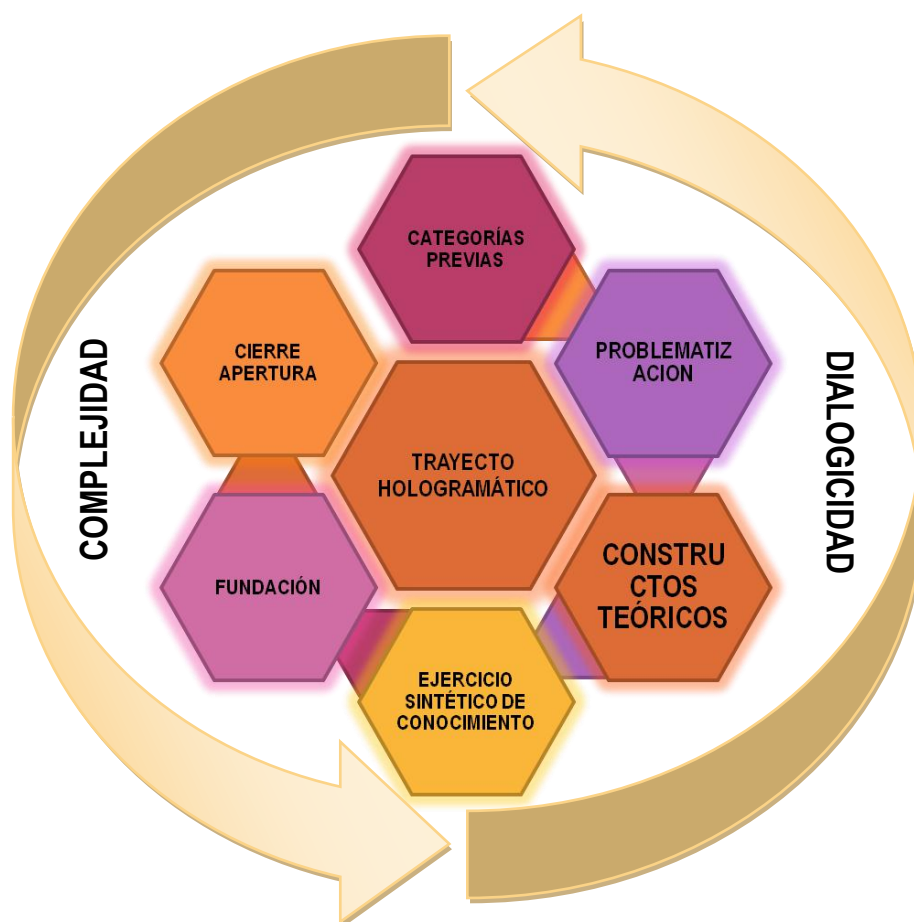 CATEGORÍAS
PREVIAS
CIERRE
APERTURA
PROBLEMATIZ
ACION
COMPLEJIDAD
DIALOGICIDAD
TRAYECTO
HOLOGRAMÁTICO
FUNDACIÓN
CONSTRU
CTOS
TEÓRICOS
EJERCICIO
SINTÉTICO DE
CONOCIMIENTO